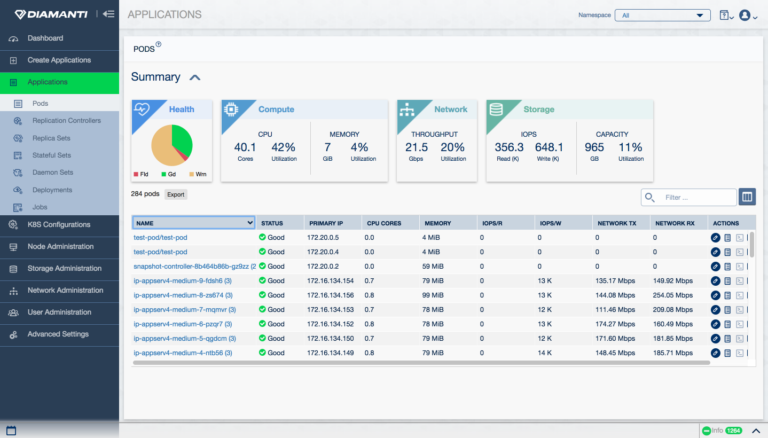 DIAMANTI
APPLICATIONS
Namespace All
Dashboard
Create Applications
Applications
Pods
Replication Controllers
Replica Sets
Stateful Sets
Daemon Sets
Deployments
Jobs
K8S Configurations
Node Administration
Storage Administration
Network Administration
User Administration
Advanced Settings
PODS
Summary
Health
Fld Gd Wrn
Compute
CPU MEMORY
40.1 42% 7 4%
Cores Utilization GiB Utilization
Network
THROUGHPUT
21.5 20%
Gbps Utilization
Storage
IOPS CAPACITY
356.3 648.1 965 11%
Read (K) Write (K) GB Utilization
284 pods Export
Filter ...
NAME STATUS PRIMARY IP CPU CORES MEMORY IOPS/R IOPS/W NETWORK TX NETWORK RX ACTIONS
test-pod/test-pod Good 172.20.0.5 0.0 4 MiB 0 0 0 0
test-pod/test-pod Good 172.20.0.4 0.0 4 MiB 0 0 0 0
snapshot-controller-8b464b86b-gz9zz (2 Good 172.20.0.2 0.0 59 MiB 0 0 0 0
ip-appserv4-medium-9-fdsh6 (3) Good 172.16.134.154 0.7 79 MiB 0 13 K 135.17 Mbps 149.92 Mbps
ip-appserv4-medium-8-zs674 (3) Good 172.16.134.156 0.8 99 MiB 0 13 K 144.08 Mbps 254.05 Mbps
ip-appserv4-medium-7-mqmvr (3) Good 172.16.134.153 0.7 78 MiB 0 12 K 111.46 Mbps 209.08 Mbps
ip-appserv4-medium-6-pzqr7 (3) Good 172.16.134.152 0.8 78 MiB 0 13 K 174.27 Mbps 160.49 Mbps
ip-appserv4-medium-5-qgdcm (3) Good 172.16.134.150 0.7 79 MiB 0 12 K 171.60 Mbps 181.85 Mbps
ip-appserv4-medium-4-ntb56 (3) Good 172.16.134.149 0.8 79 MiB 0 14 K 148.45 Mbps 185.71 Mbps
Info 1264